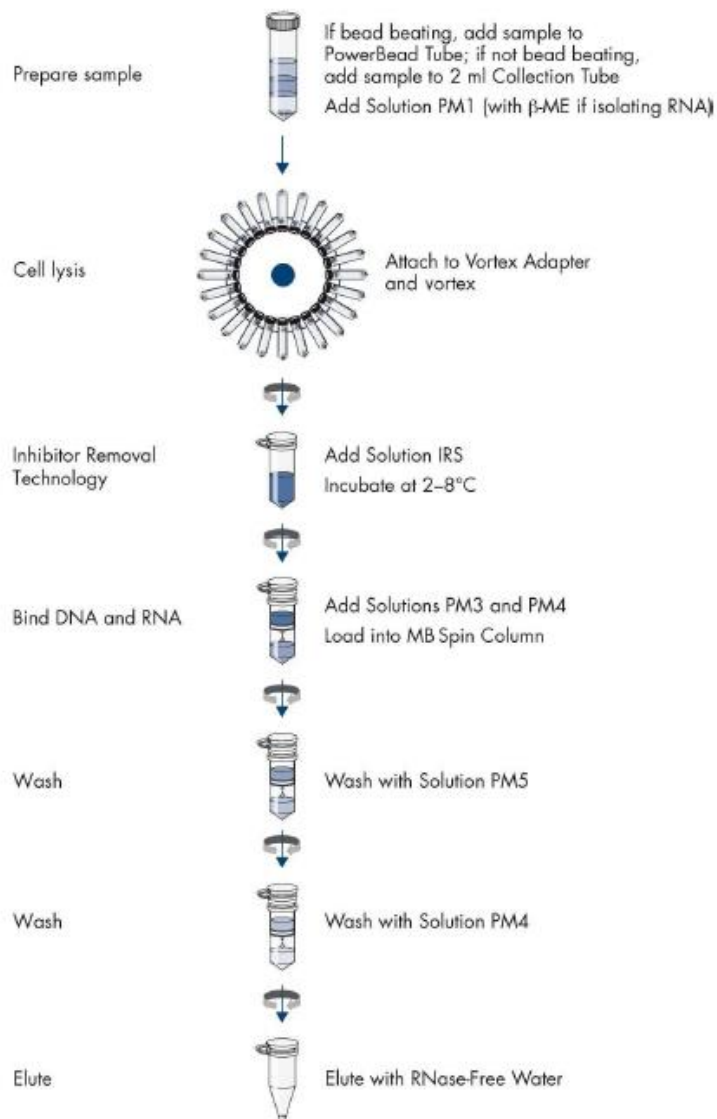 Prepare sample
If bead beating, add sample to
PowerBead Tube; if not bead beating,
add sample to 2 ml Collection Tube
Add Solution PM1 (with β-ME if isolating RNA)
Cell lysis
Attach to Vortex Adapter
and vortex
Inhibitor Removal
Technology
Add Solution IRS
Incubate at 2–8°C
Bind DNA and RNA
Add Solutions PM3 and PM4
Load into MB Spin Column
Wash
Wash with Solution PM5
Wash
Wash with Solution PM4
Elute
Elute with RNase-Free Water